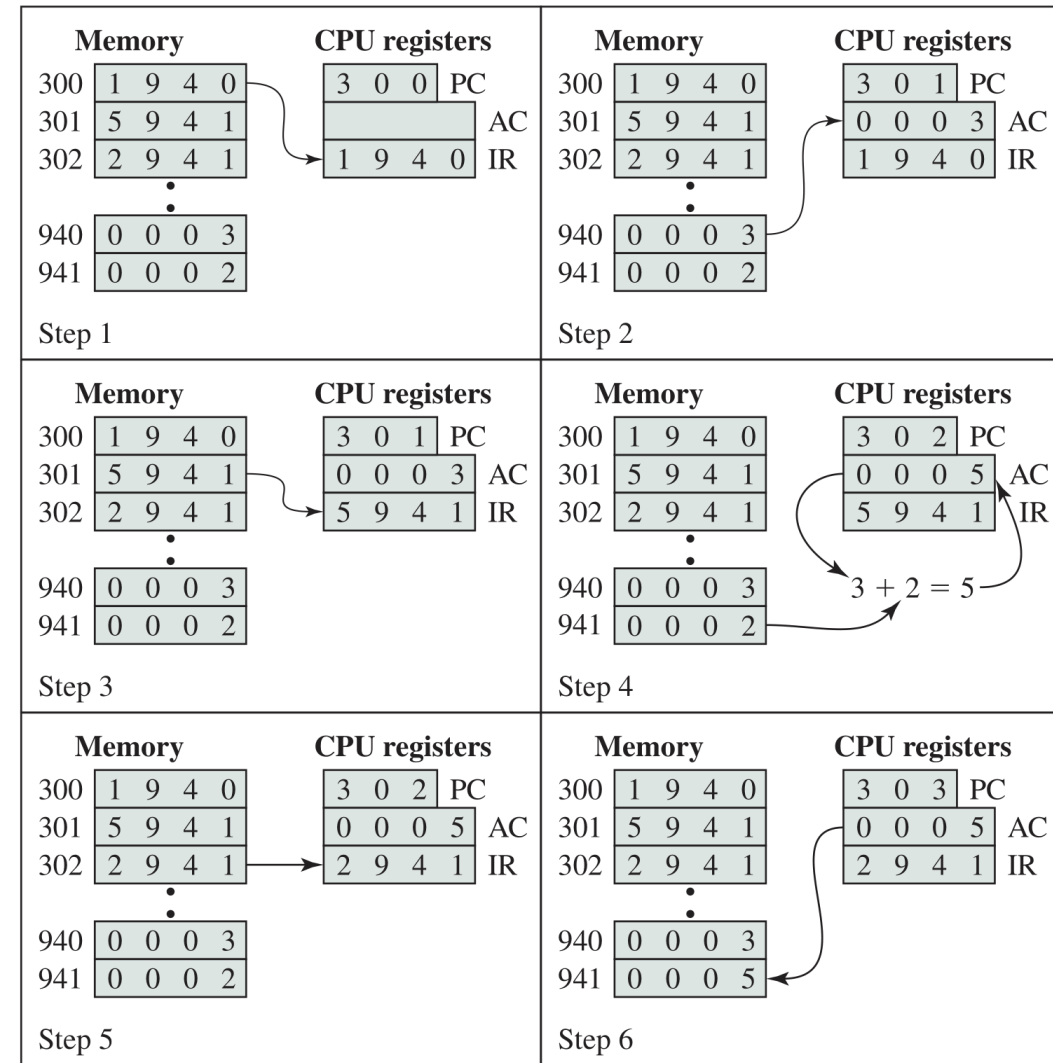 Memory CPU registers
300 1 9 4 0 3 0 0 PC
301 5 9 4 1 AC
302 2 9 4 1 1 9 4 0 IR
940 0 0 0 3
941 0 0 0 2
Step 1
Memory CPU registers
300 1 9 4 0 3 0 1 PC
301 5 9 4 1 0 0 0 3 AC
302 2 9 4 1 1 9 4 0 IR
940 0 0 0 3
941 0 0 0 2
Step 2
Memory CPU registers
300 1 9 4 0 3 0 1 PC
301 5 9 4 1 0 0 0 3 AC
302 2 9 4 1 5 9 4 1 IR
940 0 0 0 3
941 0 0 0 2
Step 3
Memory CPU registers
300 1 9 4 0 3 0 2 PC
301 5 9 4 1 0 0 0 5 AC
302 2 9 4 1 5 9 4 1 IR
940 0 0 0 3 3 + 2 = 5
941 0 0 0 2
Step 4
Memory CPU registers
300 1 9 4 0 3 0 2 PC
301 5 9 4 1 0 0 0 5 AC
302 2 9 4 1 2 9 4 1 IR
940 0 0 0 3
941 0 0 0 2
Step 5
Memory CPU registers
300 1 9 4 0 3 0 3 PC
301 5 9 4 1 0 0 0 5 AC
302 2 9 4 1 2 9 4 1 IR
940 0 0 0 3
941 0 0 0 5
Step 6